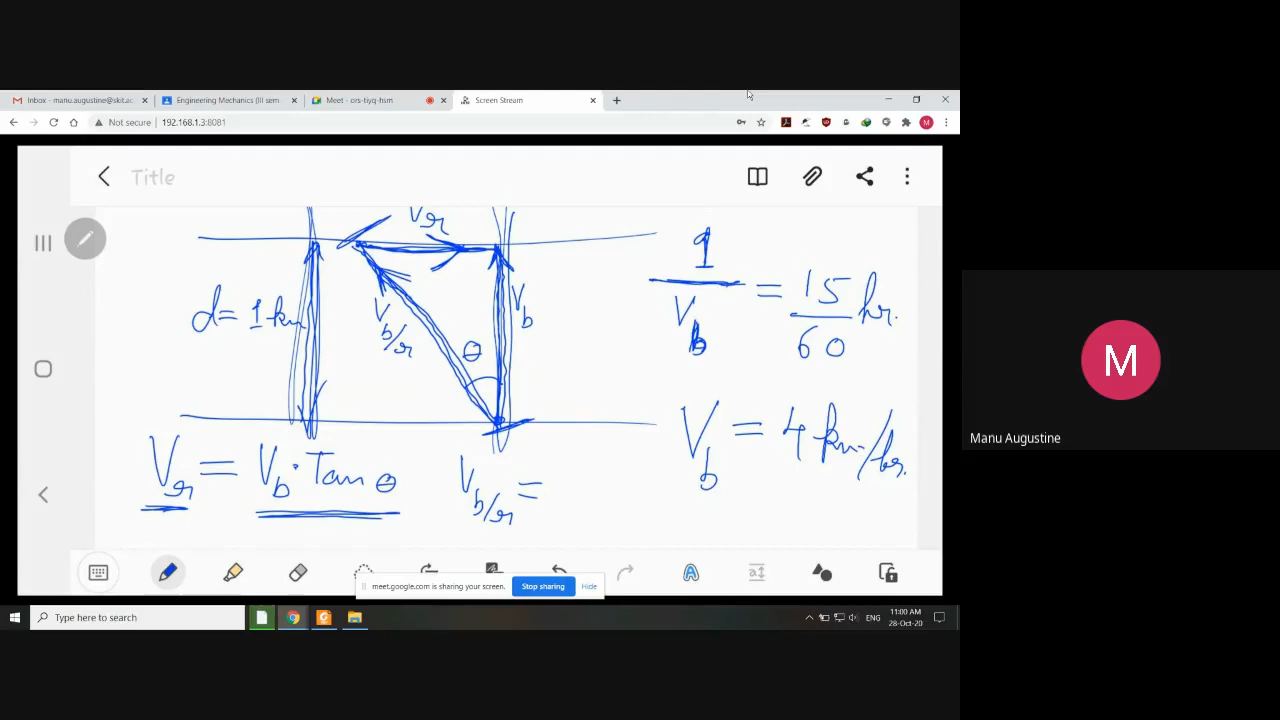 Inbox - manu.augustine@skit.ac
Engineering Mechanics (III sem
Meet - ors-tiyq-hsm
Screen Stream
Not secure | 192.168.1.3:8081
Title
Vr
1/Vb = 15/60 hr.
d = 1 km
Vb/r
θ
Vb
Vb = 4 km/hr.
Vr = Vb . Tan θ
Vb/r =
meet.google.com is sharing your screen.
Stop sharing
Hide
Type here to search
ENG
11:00 AM
28-Oct-20
M
Manu Augustine